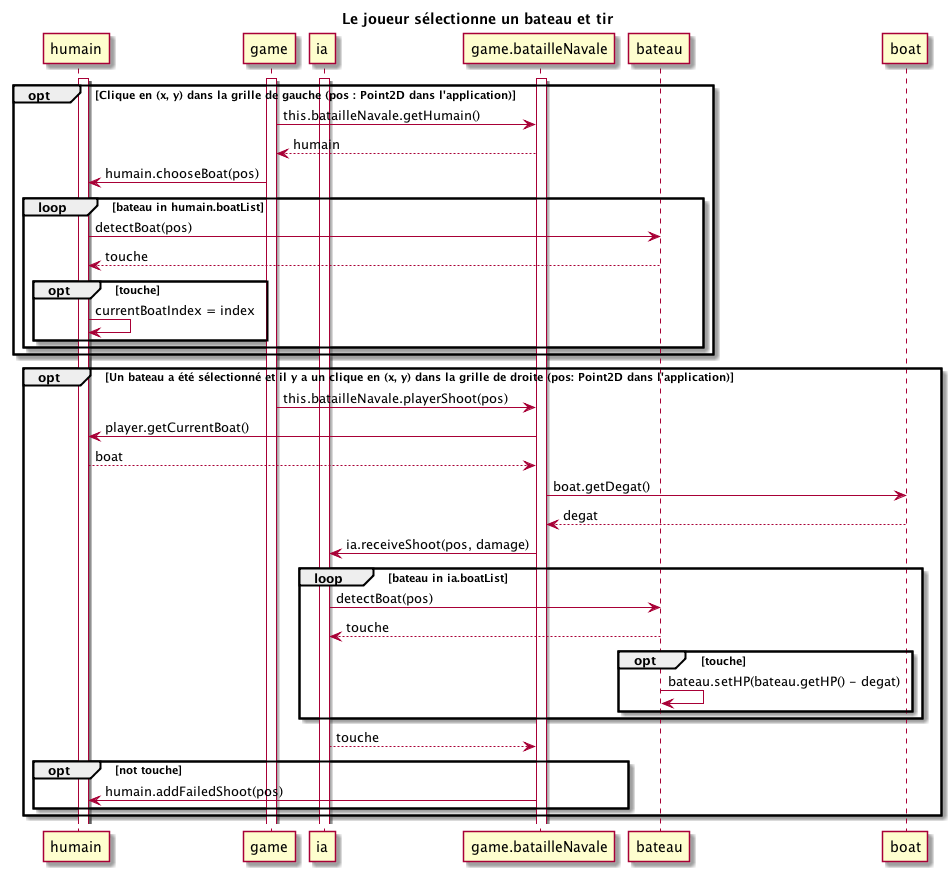 Le joueur sélectionne un bateau et tir
humain game ia game.batailleNavale bateau boat
opt [Clique en (x, y) dans la grille de gauche (pos : Point2D dans l'application)]
this.batailleNavale.getHumain()
humain
humain.chooseBoat(pos)
loop [bateau in humain.boatList]
detectBoat(pos)
touche
opt [touche]
currentBoatIndex = index
opt [Un bateau a été sélectionné et il y a un clique en (x, y) dans la grille de droite (pos: Point2D dans l'application)]
this.batailleNavale.playerShoot(pos)
player.getCurrentBoat()
boat
boat.getDegat()
degat
ia.receiveShoot(pos, damage)
loop [bateau in ia.boatList]
detectBoat(pos)
touche
opt [touche]
bateau.setHP(bateau.getHP() - degat)
touche
opt [not touche]
humain.addFailedShoot(pos)
humain game ia game.batailleNavale bateau boat